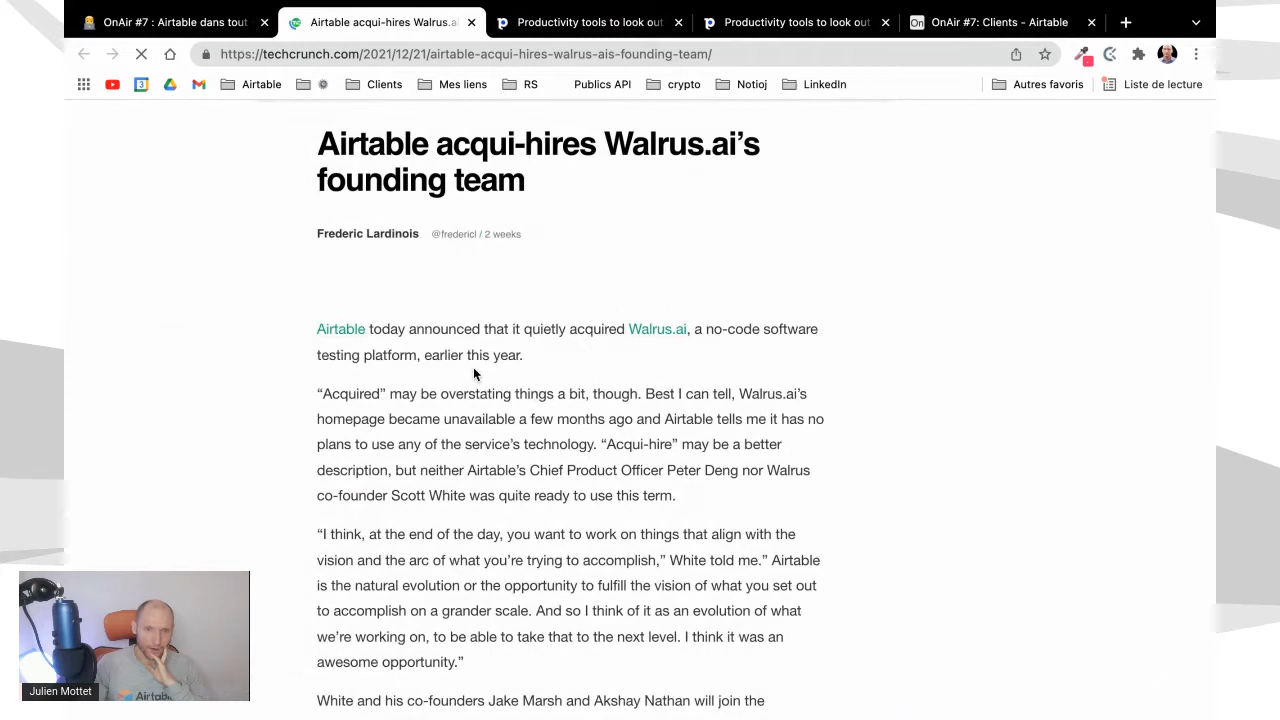 OnAir #7 : Airtable dans tout
Airtable acqui-hires Walrus.ai
Productivity tools to look out
Productivity tools to look out
OnAir #7: Clients - Airtable
https://techcrunch.com/2021/12/21/airtable-acqui-hires-walrus-ais-founding-team/
Airtable
Clients
Mes liens
RS
Publics API
crypto
Notioj
LinkedIn
Autres favoris
Liste de lecture
Airtable acqui-hires Walrus.ai’s
founding team
Frederic Lardinois @fredericl / 2 weeks
Airtable today announced that it quietly acquired Walrus.ai, a no-code software
testing platform, earlier this year.
“Acquired” may be overstating things a bit, though. Best I can tell, Walrus.ai’s
homepage became unavailable a few months ago and Airtable tells me it has no
plans to use any of the service’s technology. “Acqui-hire” may be a better
description, but neither Airtable’s Chief Product Officer Peter Deng nor Walrus
co-founder Scott White was quite ready to use this term.
“I think, at the end of the day, you want to work on things that align with the
vision and the arc of what you’re trying to accomplish,” White told me.” Airtable
is the natural evolution or the opportunity to fulfill the vision of what you set out
to accomplish on a grander scale. And so I think of it as an evolution of what
we’re working on, to be able to take that to the next level. I think it was an
awesome opportunity.”
White and his co-founders Jake Marsh and Akshay Nathan will join the
Julien Mottet
Airtab